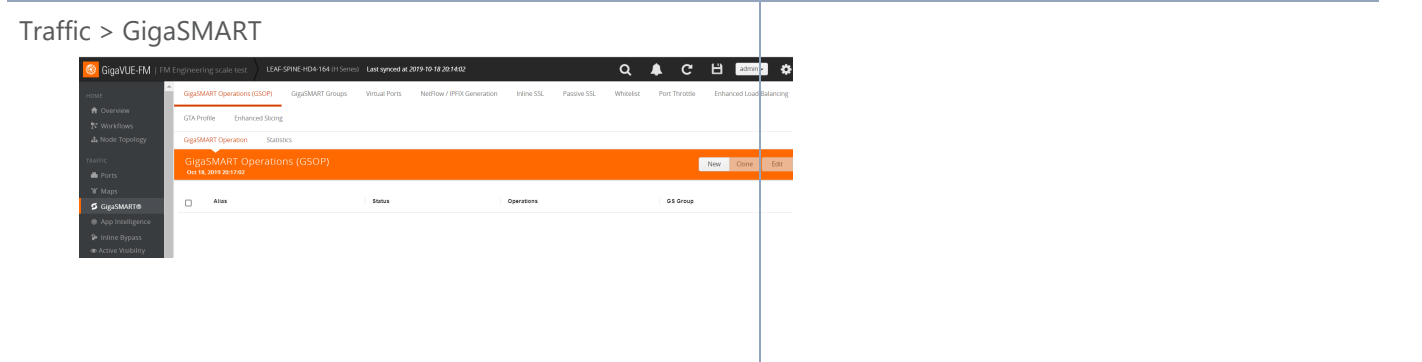 Traffic > GigaSMART
GigaVUE-FM | FM Engineering scale test LEAF-SPINE-HD4-164 (H Series) Last synced at 2019-10-18 20:14:02 admin
HOME
Overview
Workflows
Node Topology
TRAFFIC
Ports
Maps
GigaSMART®
App Intelligence
Inline Bypass
Active Visibility
GigaSMART Operations (GSOP) GigaSMART Groups Virtual Ports NetFlow / IPFIX Generation Inline SSL Passive SSL Whitelist Port Throttle Enhanced Load Balancing
GTA Profile Enhanced Slicing
GigaSMART Operation Statistics
GigaSMART Operations (GSOP)
Oct 18, 2019 20:17:02
New Clone Edit
Alias Status Operations GS Group